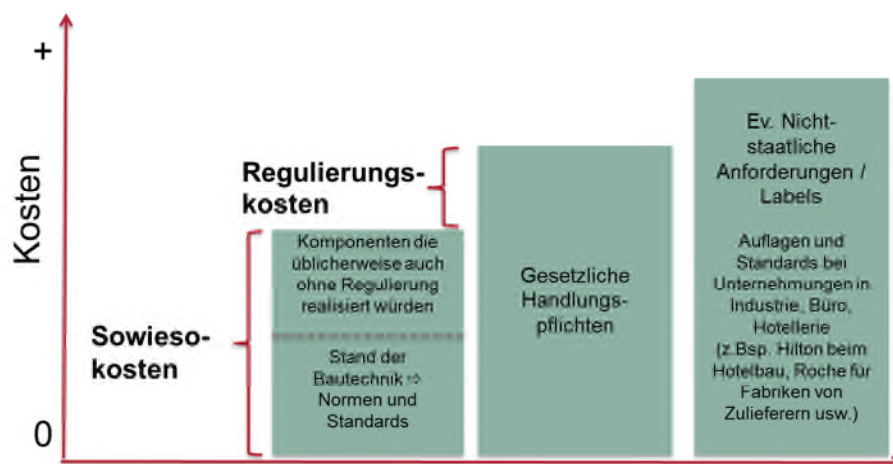 +
Kosten
0
Regulierungs-
kosten
Sowieso-
kosten
Komponenten die
üblicherweise auch
ohne Regulierung
realisiert würden
Stand der
Bautechnik ⇨
Normen und
Standards
Gesetzliche
Handlungs-
pflichten
Ev. Nicht-
staatliche
Anforderungen /
Labels
Auflagen und
Standards bei
Unternehmungen in
Industrie, Büro,
Hotellerie
(z.Bsp. Hilton beim
Hotelbau, Roche für
Fabriken von
Zulieferern usw.)